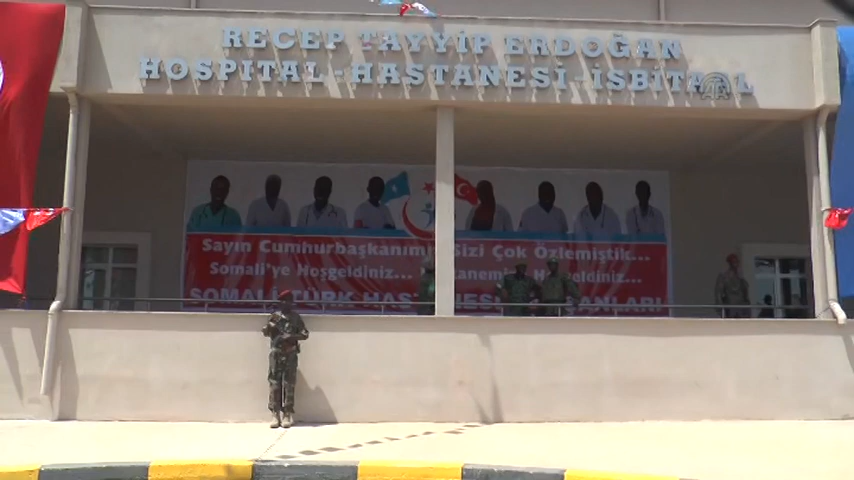 RECEP TAYYİP ERDOĞAN
HOSPITAL - HASTANESI - İSBİTAAL
Sayın Cumhurbaşkanım Sizi Çok Özlemiştik...
Somali'ye Hoşgeldiniz... Hoşgeldiniz...
SOMALİ TÜRK